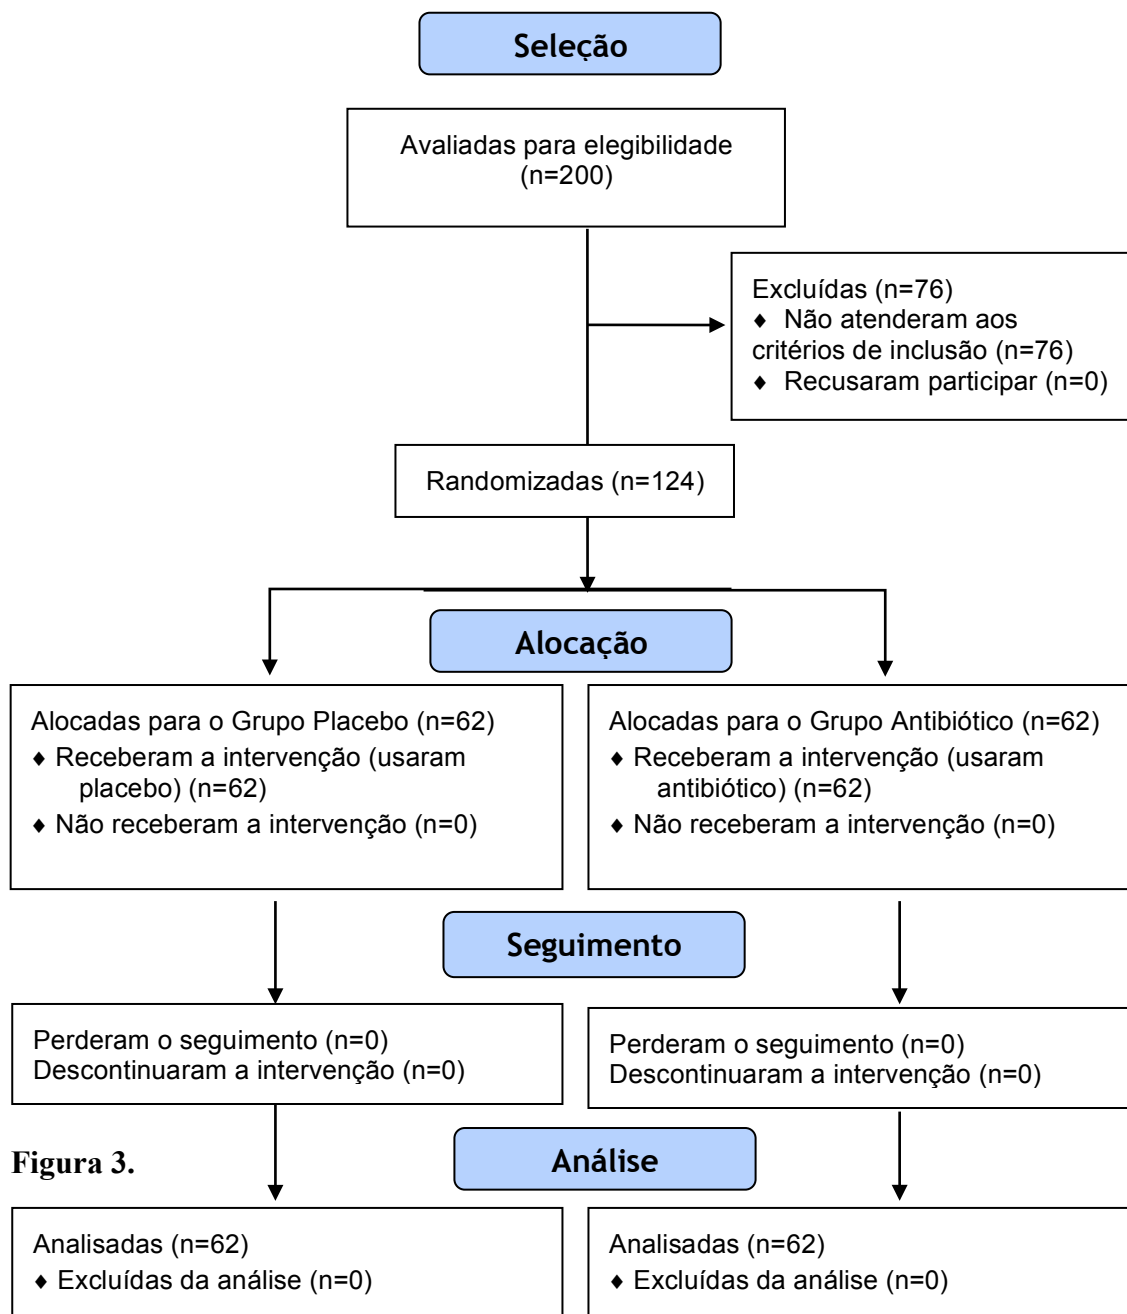 Seleção
Avaliadas para elegibilidade
(n=200)
Excluídas (n=76)
♦ Não atenderam aos
critérios de inclusão (n=76)
♦ Recusaram participar (n=0)
Randomizadas (n=124)
Alocação
Alocadas para o Grupo Placebo (n=62)
♦ Receberam a intervenção (usaram
placebo) (n=62)
♦ Não receberam a intervenção (n=0)
Alocadas para o Grupo Antibiótico (n=62)
♦ Receberam a intervenção (usaram
antibiótico) (n=62)
♦ Não receberam a intervenção (n=0)
Seguimento
Perderam o seguimento (n=0)
Descontinuaram a intervenção (n=0)
Perderam o seguimento (n=0)
Descontinuaram a intervenção (n=0)
Figura 3.
Análise
Analisadas (n=62)
♦ Excluídas da análise (n=0)
Analisadas (n=62)
♦ Excluídas da análise (n=0)